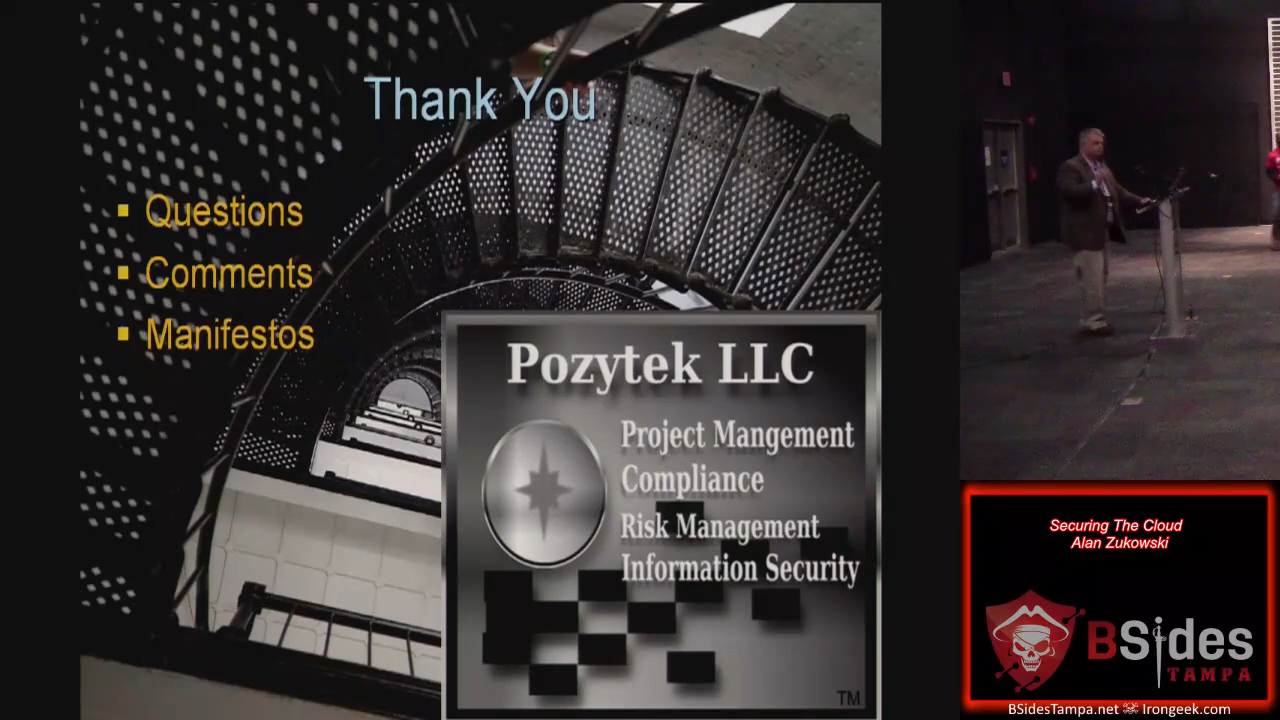 Thank You
▪ Questions
▪ Comments
▪ Manifestos
Pozytek LLC
Project Mangement
Compliance
Risk Management
Information Security
TM
Securing The Cloud
Alan Zukowski
BSides
TAMPA
BSidesTampa.net ☠ Irongeek.com